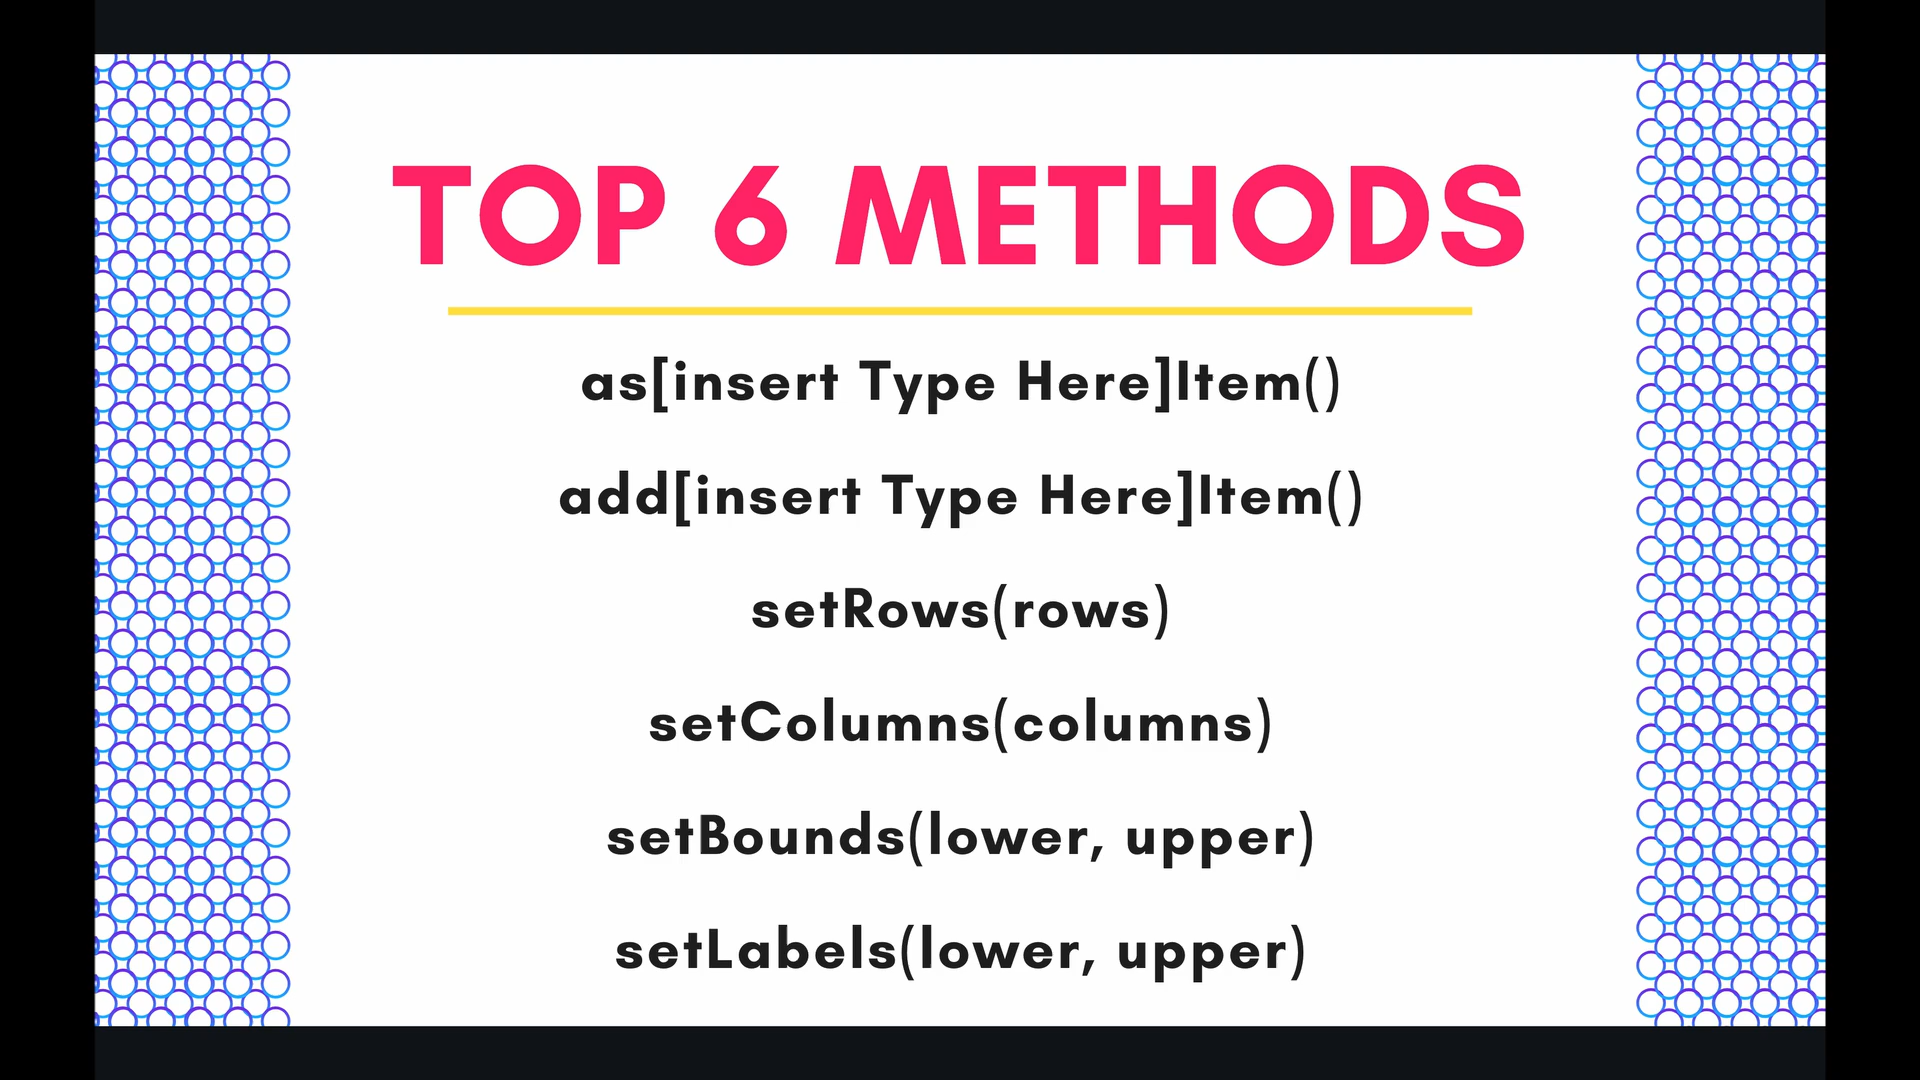 TOP 6 METHODS
as[insert Type Here]Item()
add[insert Type Here]Item()
setRows(rows)
setColumns(columns)
setBounds(lower, upper)
setLabels(lower, upper)